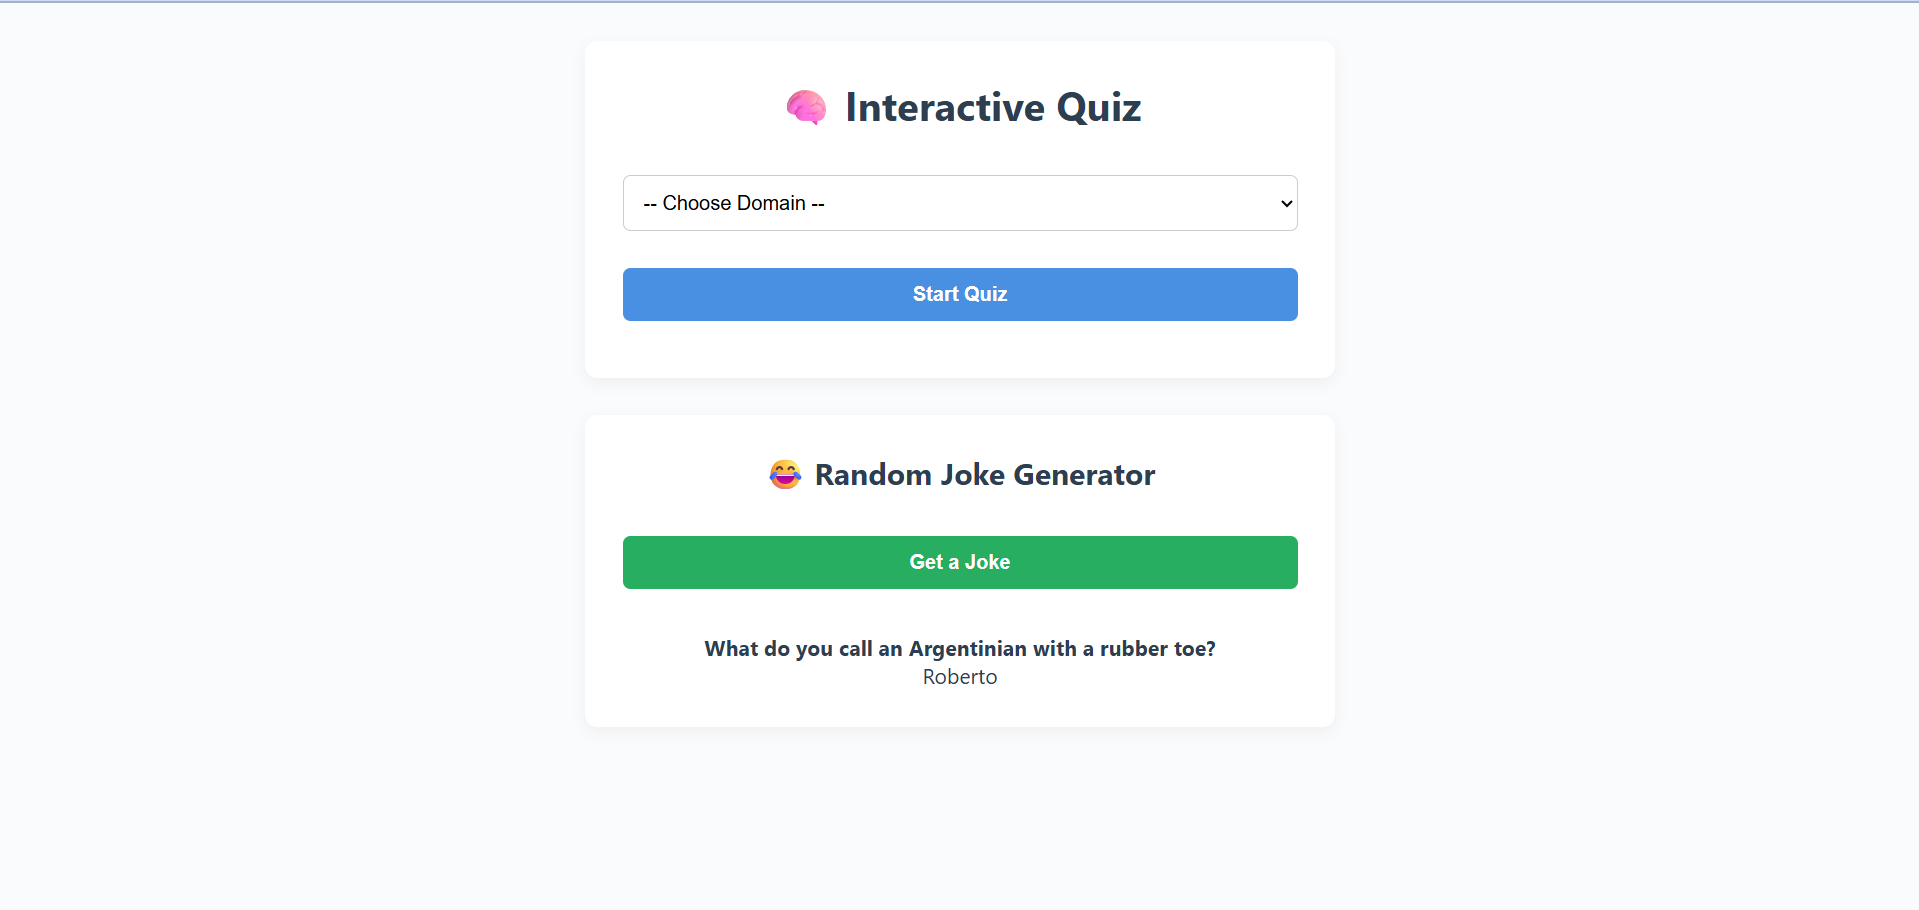 Interactive Quiz
-- Choose Domain --
Start Quiz
Random Joke Generator
Get a Joke
What do you call an Argentinian with a rubber toe?
Roberto